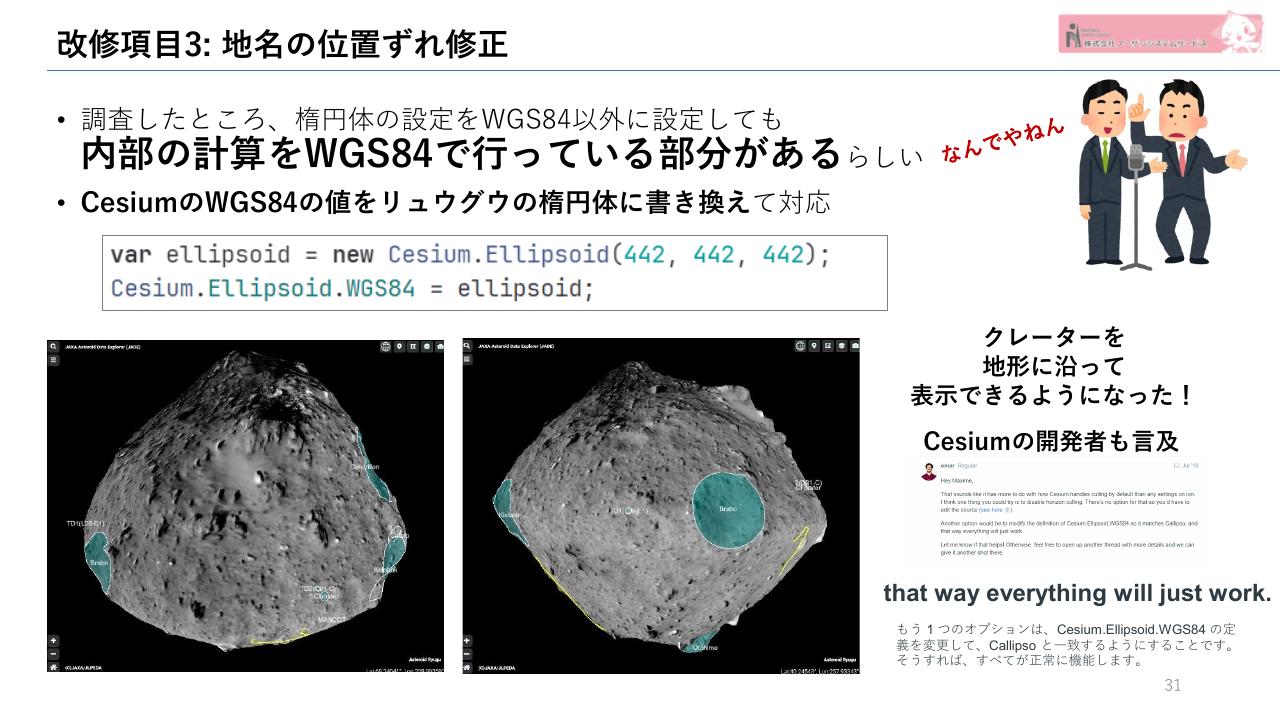 改修項目3: 地名の位置ずれ修正
株式会社 ノーザンシステムサービス
• 調査したところ、楕円体の設定をWGS84以外に設定しても
内部の計算をWGS84で行っている部分があるらしい
なんでやねん
• CesiumのWGS84の値をリュウグウの楕円体に書き換えて対応
var ellipsoid = new Cesium.Ellipsoid(442, 442, 442);
Cesium.Ellipsoid.WGS84 = ellipsoid;
JAXA Asteroid Data Explorer (JADE)
Cendrillon
TD1(L08-E1)
Brabo
MASCOT
Asteroid Ryugu
(C)JAXA/JLPEDA
JAXA Asteroid Data Explorer (JADE)
Brabo
Asteroid Ryugu
(C)JAXA/JLPEDA
Lat:40.24543°, Lon:257.93343°
クレーターを
地形に沿って
表示できるようになった！
Cesiumの開発者も言及
omar Regular
Jul '18
Hey Maxime,
That sounds like it has more to do with how Cesium handles culling by default than any settings on ion.
I think one thing you could try is to disable horizon culling. There's no option for that so you'd have to
edit the source (see here
Another option would be to modify the definition of Cesium.Ellipsoid.WGS84 so it matches Callipso, and
that way everything will just work.
Let me know if that helps! Otherwise, feel free to open up another thread with more details and we can
give it another shot there.
that way everything will just work.
もう 1 つのオプションは、Cesium.Ellipsoid.WGS84 の定
義を変更して、Callipso と一致するようにすることです。
そうすれば、すべてが正常に機能します。
31